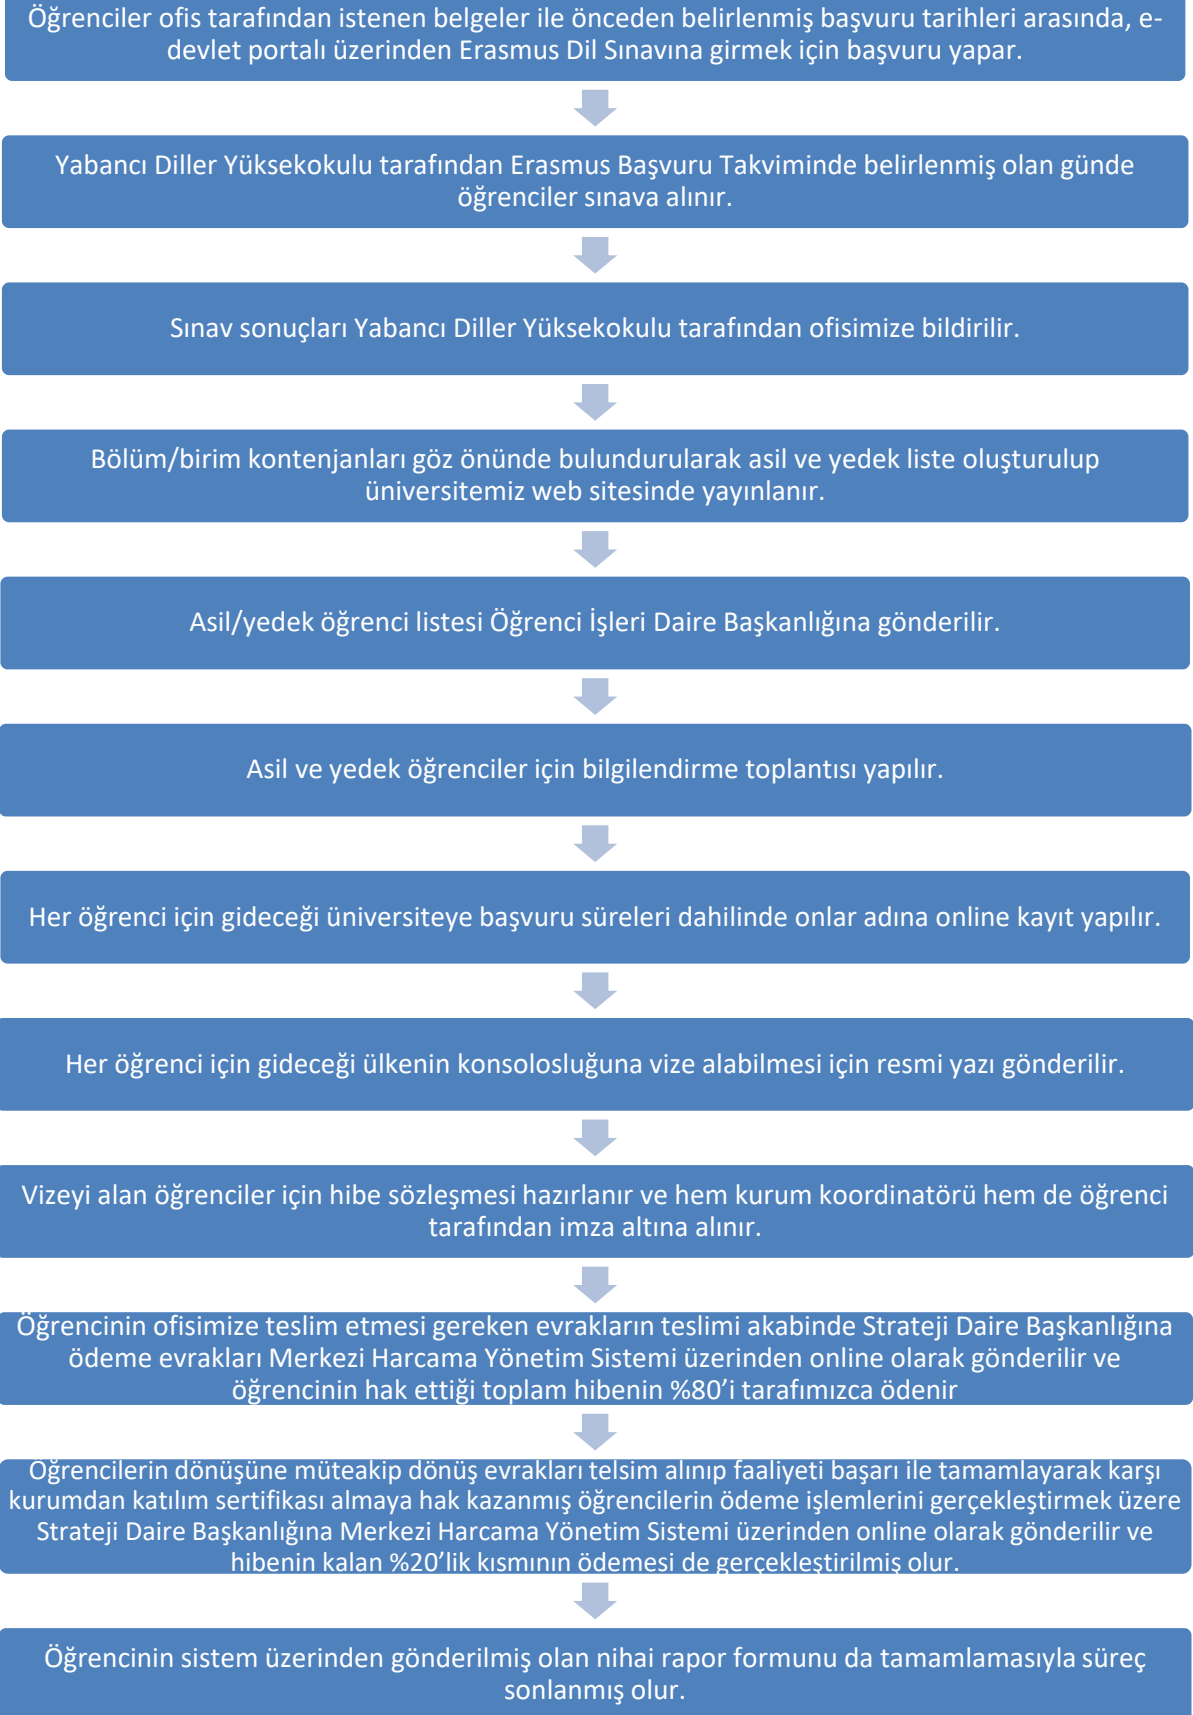 Öğrenciler ofis tarafından istenen belgeler ile önceden belirlenmiş başvuru tarihleri arasında, e-
devlet portalı üzerinden Erasmus Dil Sınavına girmek için başvuru yapar.
Yabancı Diller Yüksekokulu tarafından Erasmus Başvuru Takviminde belirlenmiş olan günde
öğrenciler sınava alınır.
Sınav sonuçları Yabancı Diller Yüksekokulu tarafından ofisimize bildirilir.
Bölüm/birim kontenjanları göz önünde bulundurularak asil ve yedek liste oluşturulup
üniversitemiz web sitesinde yayınlanır.
Asil/yedek öğrenci listesi Öğrenci İşleri Daire Başkanlığına gönderilir.
Asil ve yedek öğrenciler için bilgilendirme toplantısı yapılır.
Her öğrenci için gideceği üniversiteye başvuru süreleri dahilinde onlar adına online kayıt yapılır.
Her öğrenci için gideceği ülkenin konsolosluğuna vize alabilmesi için resmi yazı gönderilir.
Vizeyi alan öğrenciler için hibe sözleşmesi hazırlanır ve hem kurum koordinatörü hem de öğrenci
tarafından imza altına alınır.
Öğrencinin ofisimize teslim etmesi gereken evrakların teslimi akabinde Strateji Daire Başkanlığına
ödeme evrakları Merkezi Harcama Yönetim Sistemi üzerinden online olarak gönderilir ve
öğrencinin hak ettiği toplam hibenin %80’i tarafımızca ödenir
Öğrencilerin dönüşüne müteakip dönüş evrakları telsim alınıp faaliyeti başarı ile tamamlayarak karşı
kurumdan katılım sertifikası almaya hak kazanmış öğrencilerin ödeme işlemlerini gerçekleştirmek üzere
Strateji Daire Başkanlığına Merkezi Harcama Yönetim Sistemi üzerinden online olarak gönderilir ve
hibenin kalan %20’lik kısmının ödemesi de gerçekleştirilmiş olur.
Öğrencinin sistem üzerinden gönderilmiş olan nihai rapor formunu da tamamlamasıyla süreç
sonlanmış olur.